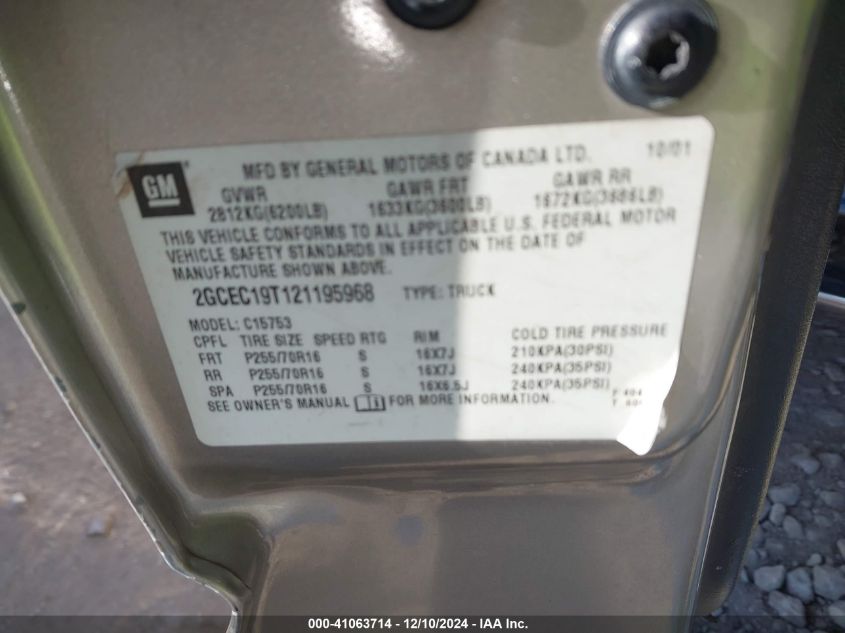 MFD BY GENERAL MOTORS OF CANADA LTD. 10/01
GM
GVWR GAWR FRT GAWR RR
2812KG(6200LB) 1633KG(3600LB) 1672KG(3686LB)
THIS VEHICLE CONFORMS TO ALL APPLICABLE U.S. FEDERAL MOTOR
VEHICLE SAFETY STANDARDS IN EFFECT ON THE DATE OF
MANUFACTURE SHOWN ABOVE.
2GCEC19T121195968 TYPE: TRUCK
MODEL: C15753
CPFL TIRE SIZE SPEED RTG RIM COLD TIRE PRESSURE
FRT P255/70R16 S 16X7J 210KPA(30PSI)
RR P255/70R16 S 16X7J 240KPA(35PSI)
SPA P255/70R16 S 16X6.5J 240KPA(35PSI)
SEE OWNER'S MANUAL FOR MORE INFORMATION.
000-41063714 - 12/10/2024 - IAA Inc.